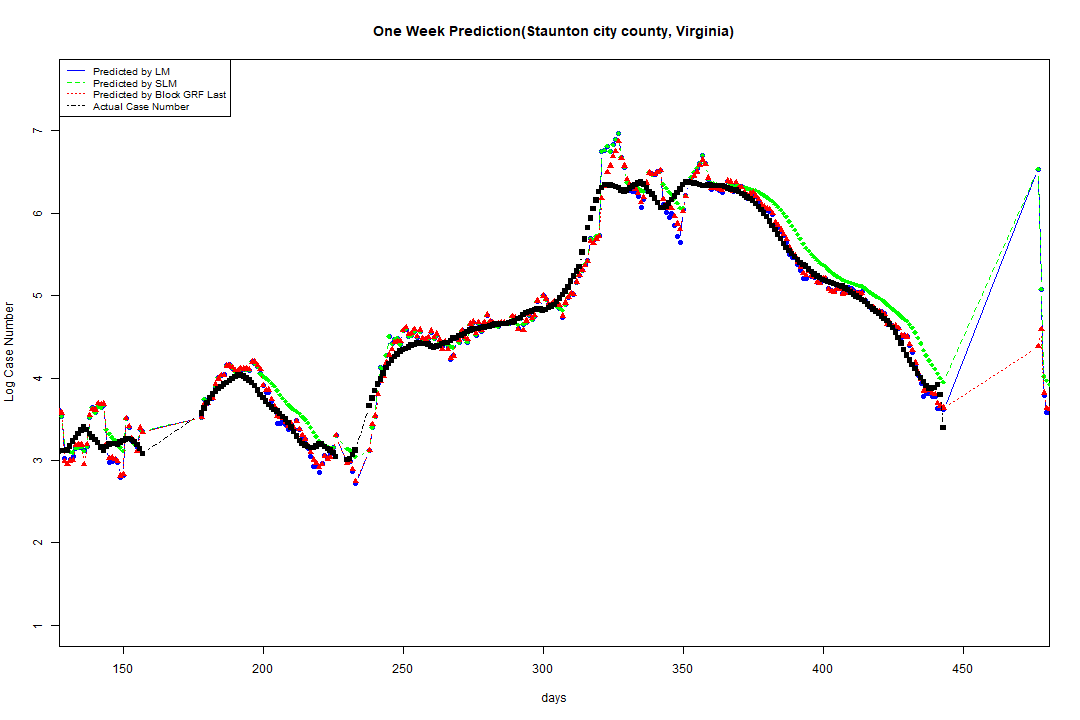 One Week Prediction(Staunton city county, Virginia)
Predicted by LM
Predicted by SLM
Predicted by Block GRF Last
Actual Case Number
Log Case Number
7
6
5
4
3
2
1
150 200 250 300 350 400 450
days